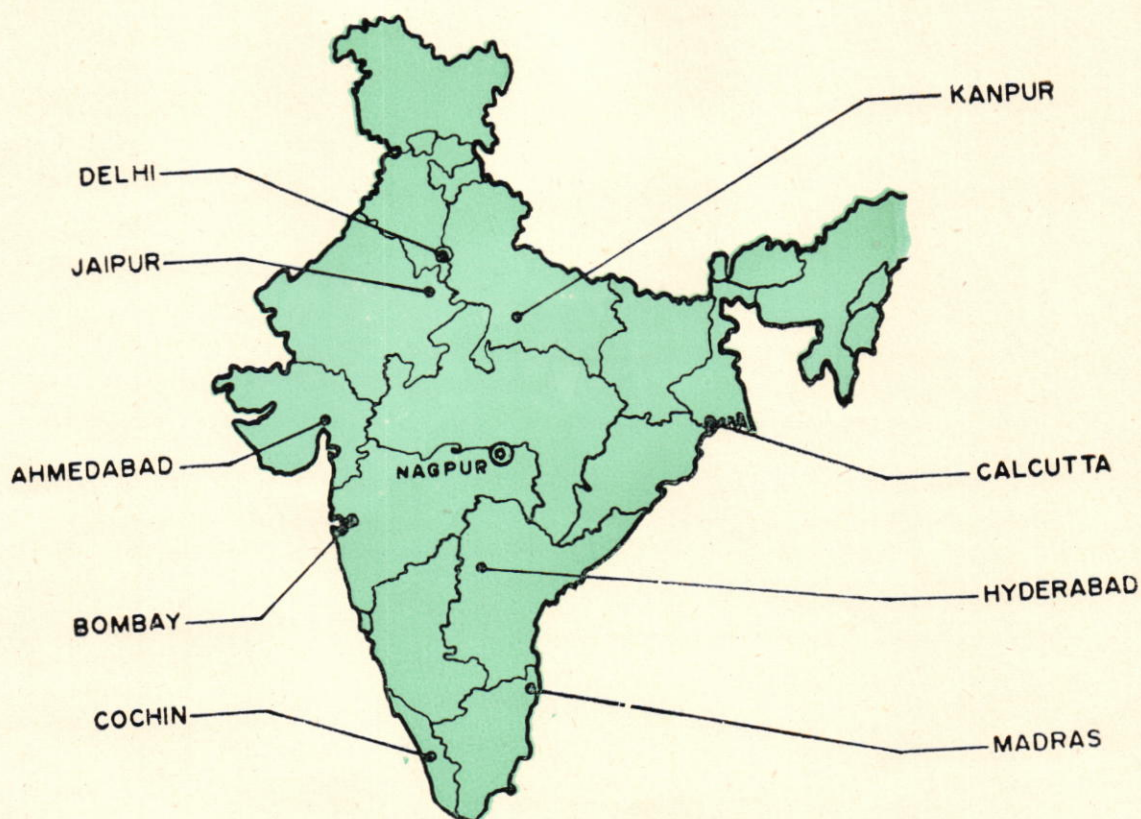 KANPUR
DELHI
JAIPUR
AHMEDABAD
NAGPUR
CALCUTTA
BOMBAY
HYDERABAD
COCHIN
MADRAS